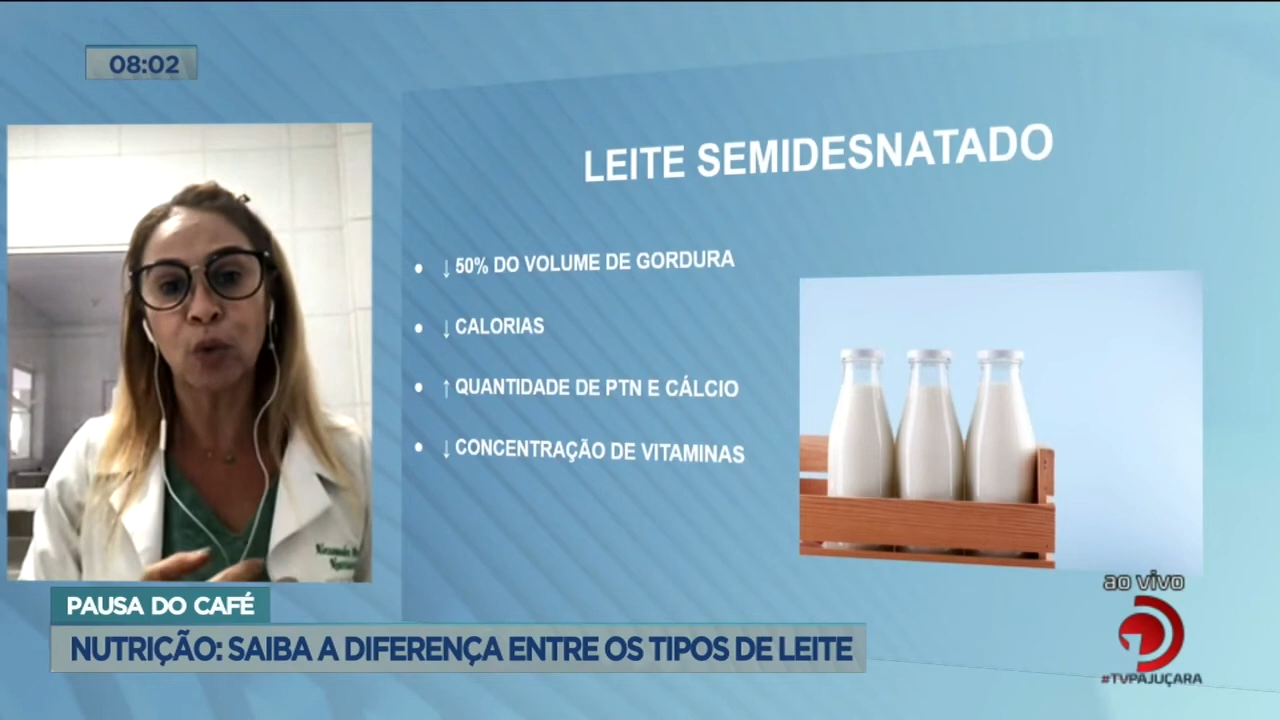 08:02
LEITE SEMIDESNATADO
• ↓ 50% DO VOLUME DE GORDURA
• ↓ CALORIAS
• ↑ QUANTIDADE DE PTN E CÁLCIO
• ↓ CONCENTRAÇÃO DE VITAMINAS
PAUSA DO CAFÉ
NUTRIÇÃO: SAIBA A DIFERENÇA ENTRE OS TIPOS DE LEITE
ao vivo
#TVPAJUÇARA